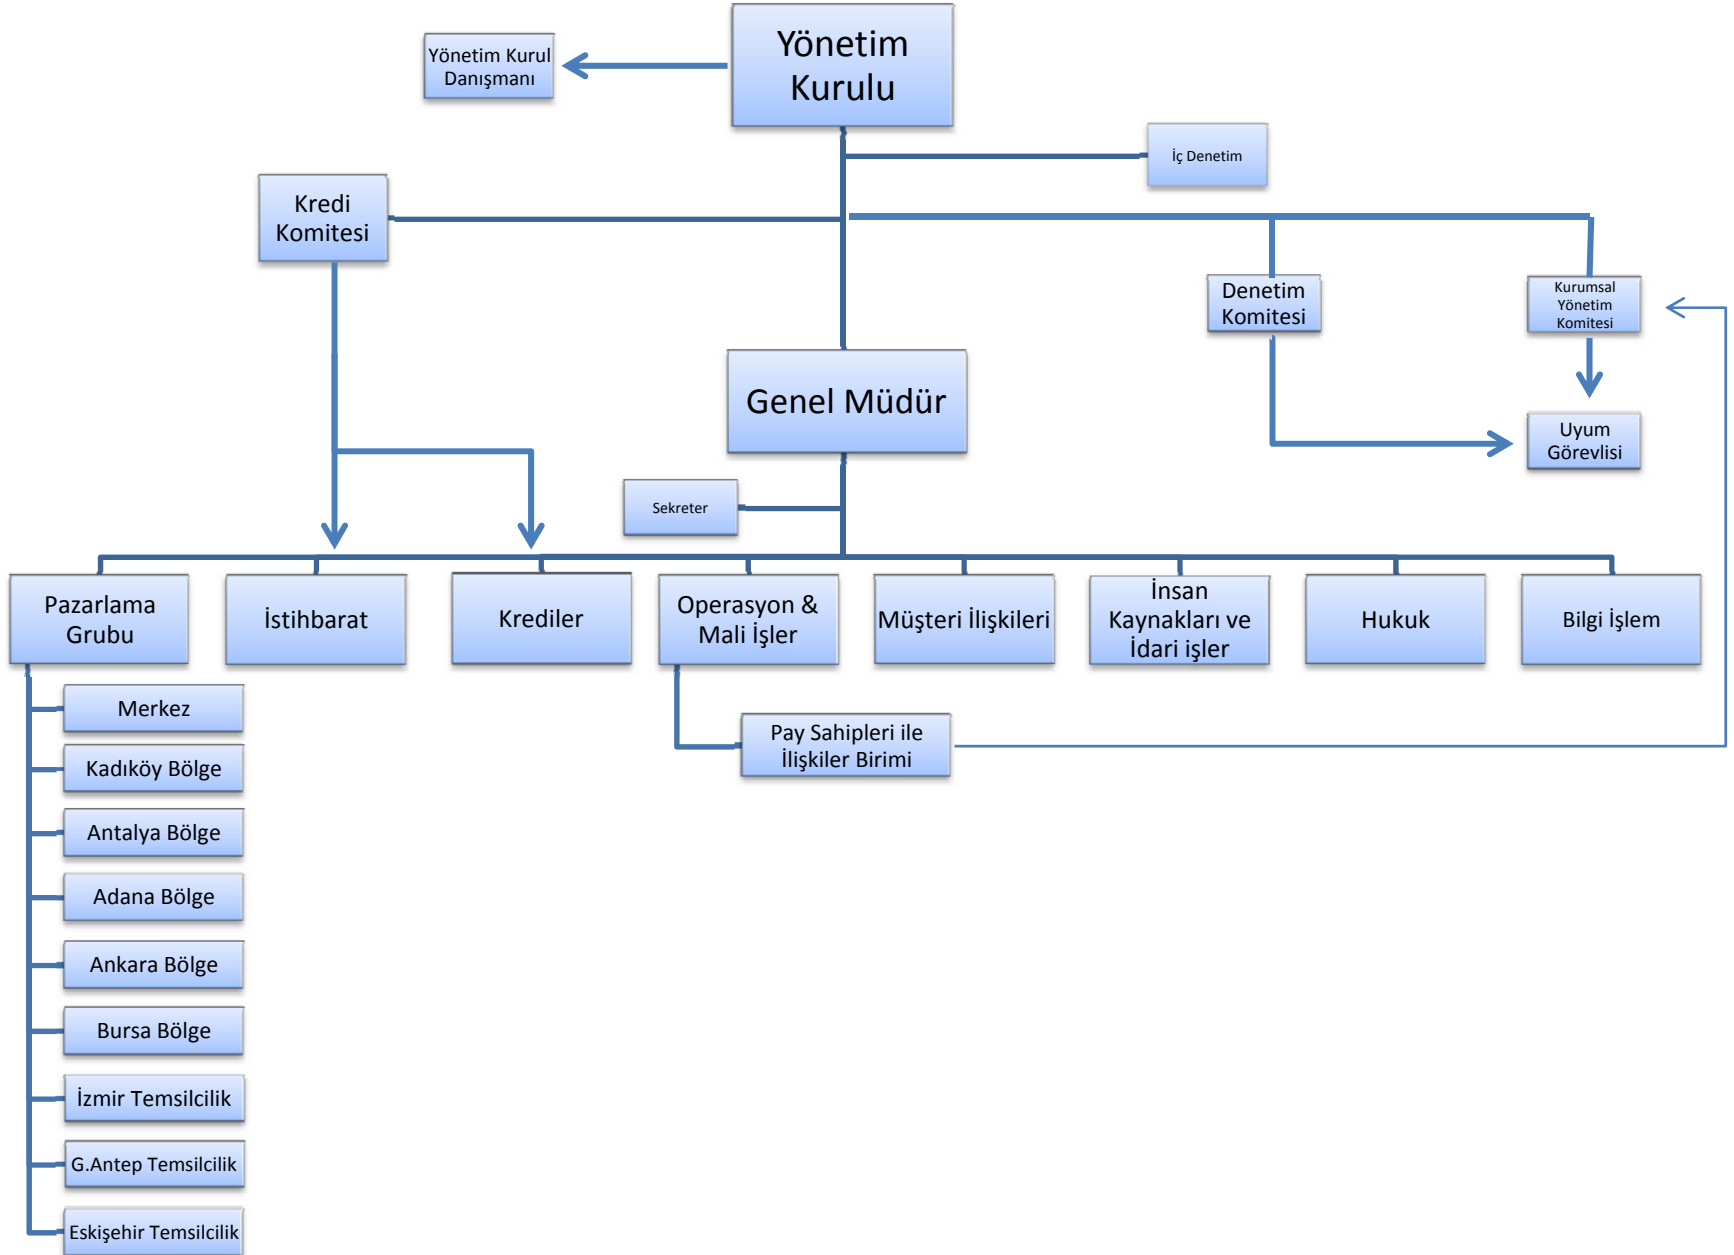 Yönetim
Kurulu
Yönetim Kurul
Danışmanı
İç Denetim
Kredi
Komitesi
Denetim
Komitesi
Kurumsal
Yönetim
Komitesi
Genel Müdür
Uyum
Görevlisi
Sekreter
Pazarlama
Grubu
İstihbarat
Krediler
Operasyon &
Mali İşler
Müşteri İlişkileri
İnsan
Kaynakları ve
İdari işler
Hukuk
Bilgi İşlem
Merkez
Kadıköy Bölge
Antalya Bölge
Adana Bölge
Ankara Bölge
Bursa Bölge
İzmir Temsilcilik
G.Antep Temsilcilik
Eskişehir Temsilcilik
Pay Sahipleri ile
İlişkiler Birimi